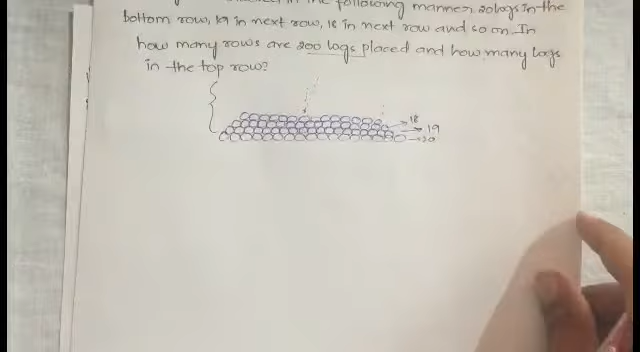 in the following manner, 20 logs in the
bottom row, 19 in next row, 18 in next row and so on. In
how many rows are 200 logs placed and how many logs
in the top row?
18
19
20